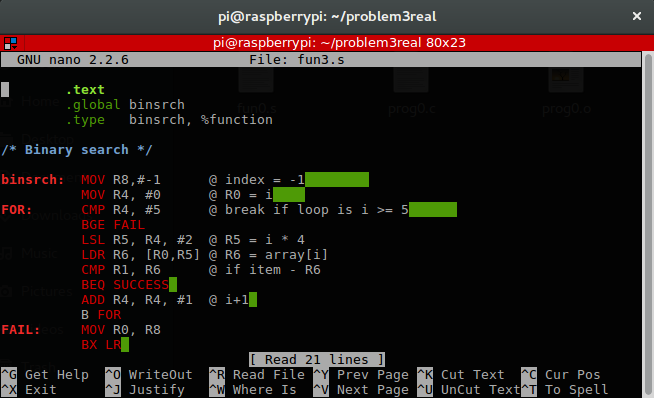 pi@raspberrypi: ~/problem3real
pi@raspberrypi: ~/problem3real 80x23
GNU nano 2.2.6 File: fun3.s
.text
.global binsrch
.type binsrch, %function
/* Binary search */
binsrch: MOV R8,#-1 @ index = -1
MOV R4, #0 @ R0 = i
FOR: CMP R4, #5 @ break if loop is i >= 5
BGE FAIL
LSL R5, R4, #2 @ R5 = i * 4
LDR R6, [R0,R5] @ R6 = array[i]
CMP R1, R6 @ if item - R6
BEQ SUCCESS
ADD R4, R4, #1 @ i+1
B FOR
FAIL: MOV R0, R8
BX LR
[ Read 21 lines ]
^G Get Help ^O WriteOut ^R Read File ^Y Prev Page ^K Cut Text ^C Cur Pos
^X Exit ^J Justify ^W Where Is ^V Next Page ^U UnCut Text ^T To Spell
fun0.s prog0.c prog0.o
Music
Pictures